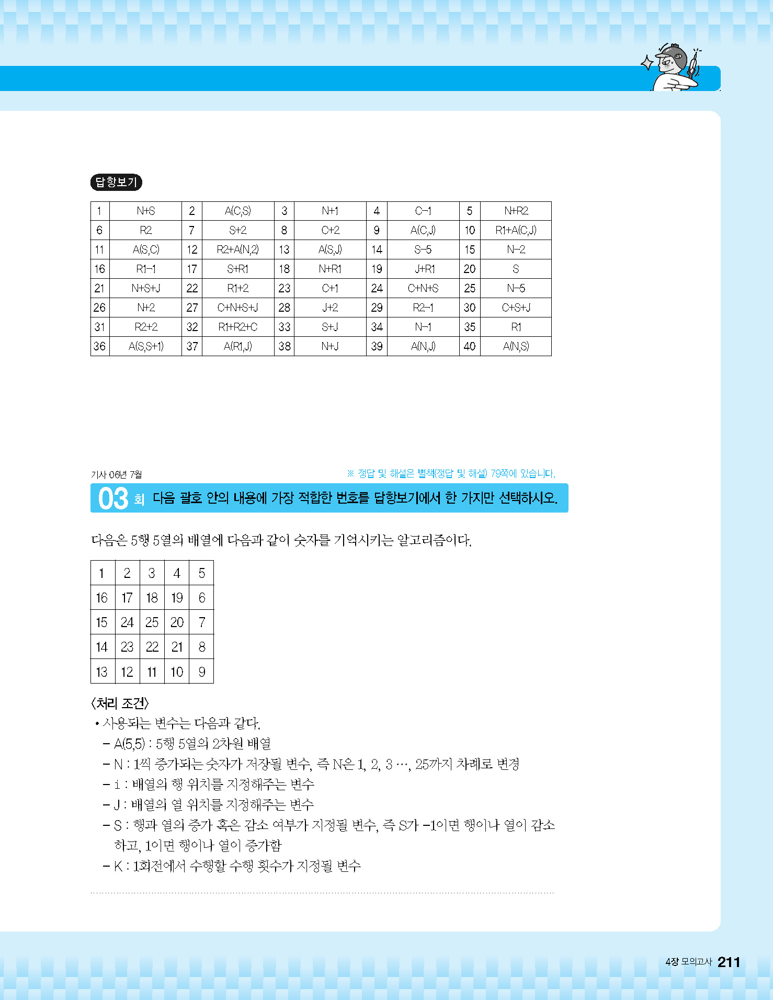 답항보기
1 N+S 2 A(C,S) 3 N+1 4 C-1 5 N+R2
6 R2 7 S+2 8 C+2 9 A(C,J) 10 R1+A(C,J)
11 A(S,C) 12 R2+A(N,2) 13 A(S,J) 14 S-5 15 N-2
16 R1-1 17 S+R1 18 N+R1 19 J+R1 20 S
21 N+S+J 22 R1+2 23 C+1 24 C+N+S 25 N-5
26 N+2 27 C+N+S+J 28 J+2 29 R2-1 30 C+S+J
31 R2+2 32 R1+R2+C 33 S+J 34 N-1 35 R1
36 A(S,S+1) 37 A(R1,J) 38 N+J 39 A(N,J) 40 A(N,S)
기사 06년 7월 ※ 정답 및 해설은 별책(정답 및 해설) 79쪽에 있습니다.
03 회 다음 괄호 안의 내용에 가장 적합한 번호를 답항보기에서 한 가지만 선택하시오.
다음은 5행 5열의 배열에 다음과 같이 숫자를 기억시키는 알고리즘이다.
1 2 3 4 5
16 17 18 19 6
15 24 25 20 7
14 23 22 21 8
13 12 11 10 9
〈처리 조건〉
• 사용되는 변수는 다음과 같다.
- A(5,5) : 5행 5열의 2차원 배열
- N : 1씩 증가되는 숫자가 저장될 변수, 즉 N은 1, 2, 3 …, 25까지 차례로 변경
- i : 배열의 행 위치를 지정해주는 변수
- J : 배열의 열 위치를 지정해주는 변수
- S : 행과 열의 증가 혹은 감소 여부가 지정될 변수, 즉 S가 -1이면 행이나 열이 감소
하고, 1이면 행이나 열이 증가함
- K : 1회전에서 수행할 수행 횟수가 지정될 변수
4장 모의고사 211